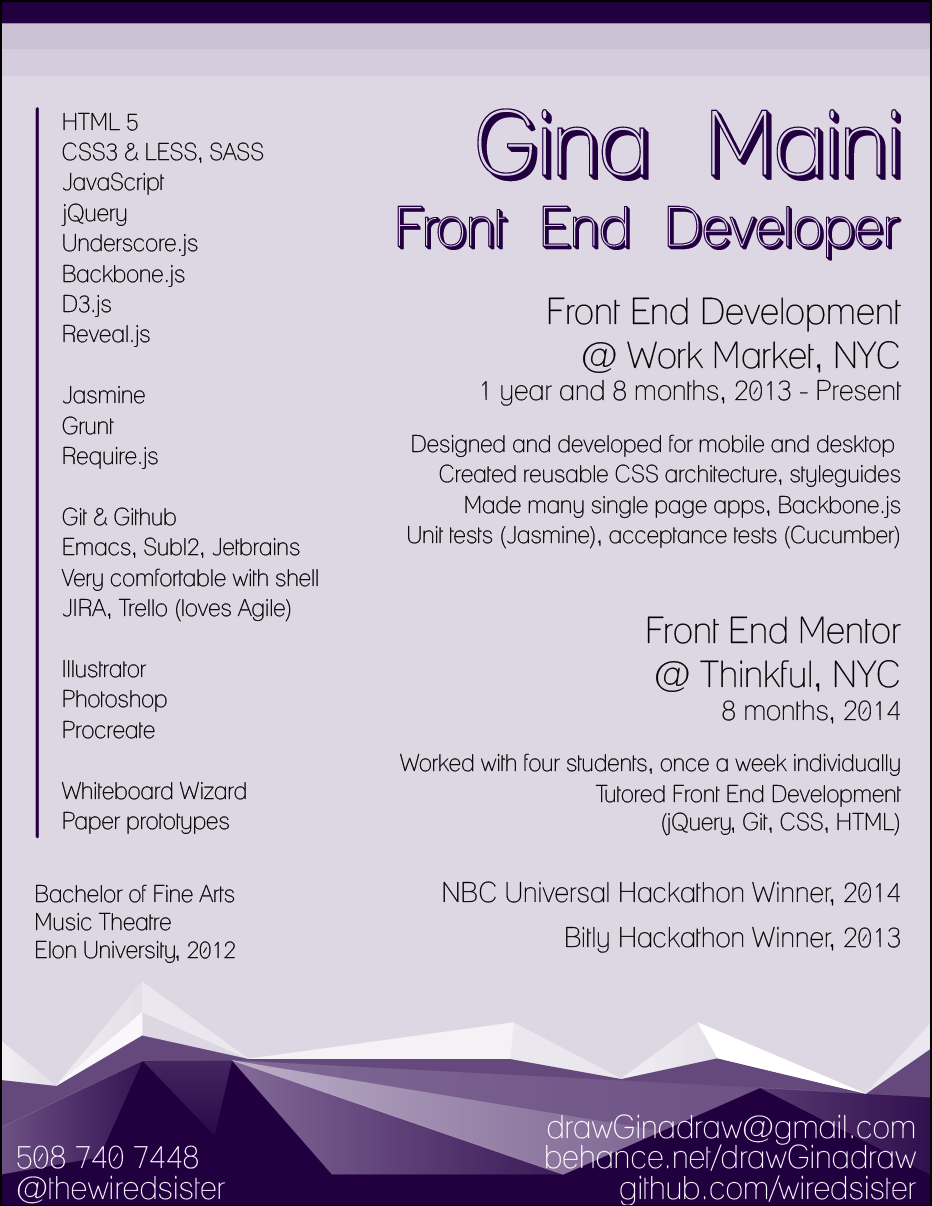 Gina Maini
Front End Developer
HTML 5
CSS3 & LESS, SASS
JavaScript
jQuery
Underscore.js
Backbone.js
D3.js
Reveal.js
Jasmine
Grunt
Require.js
Git & Github
Emacs, Subl2, Jetbrains
Very comfortable with shell
JIRA, Trello (loves Agile)
Illustrator
Photoshop
Procreate
Whiteboard Wizard
Paper prototypes
Bachelor of Fine Arts
Music Theatre
Elon University, 2012
Front End Development
@ Work Market, NYC
1 year and 8 months, 2013 - Present
Designed and developed for mobile and desktop
Created reusable CSS architecture, styleguides
Made many single page apps, Backbone.js
Unit tests (Jasmine), acceptance tests (Cucumber)
Front End Mentor
@ Thinkful, NYC
8 months, 2014
Worked with four students, once a week individually
Tutored Front End Development
(jQuery, Git, CSS, HTML)
NBC Universal Hackathon Winner, 2014
Bitly Hackathon Winner, 2013
508 740 7448
@thewiredsister
drawGinadraw@gmail.com
behance.net/drawGinadraw
github.com/wiredsister